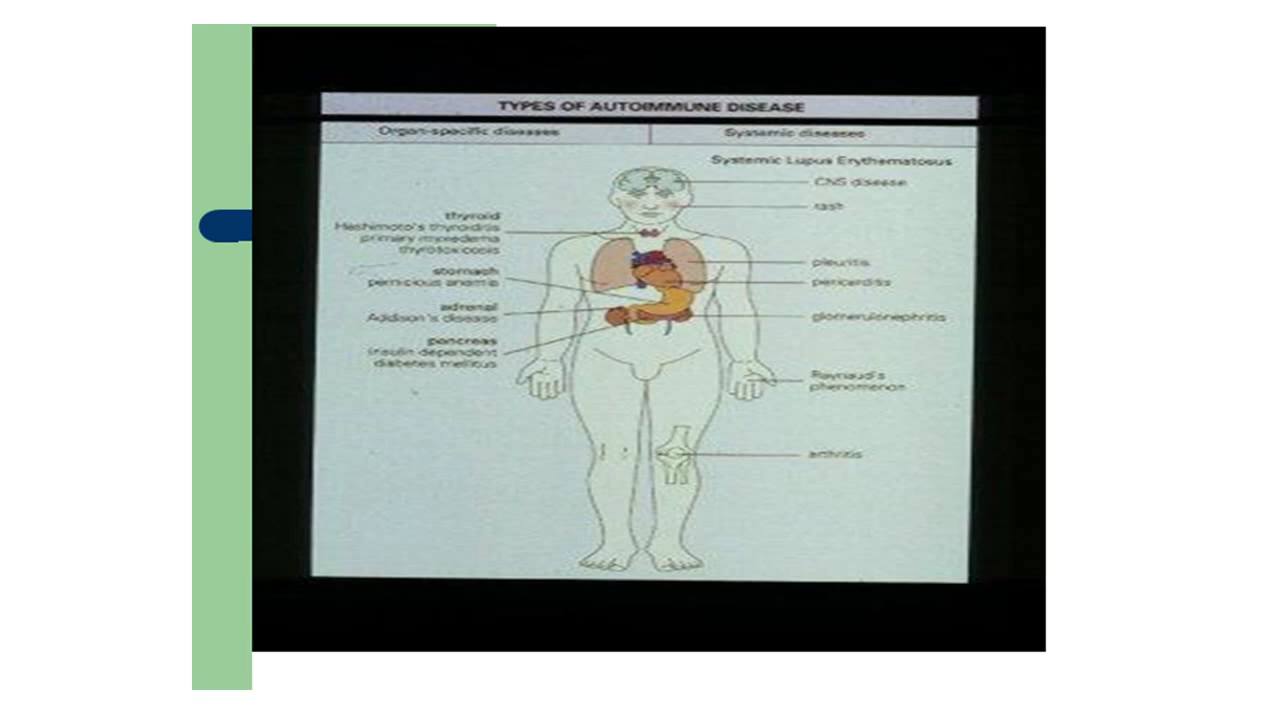 TYPES OF AUTOIMMUNE DISEASE
Organ-specific diseases
Systemic diseases
Systemic Lupus Erythematosus
CNS disease
rash
thyroid
Hashimoto's thyroiditis
primary myxedema
thyrotoxicosis
stomach
pernicious anemia
adrenal
Addison's disease
pancreas
insulin dependent
diabetes mellitus
pleuritis
pericarditis
glomerulonephritis
Raynaud's
phenomenon
arthritis